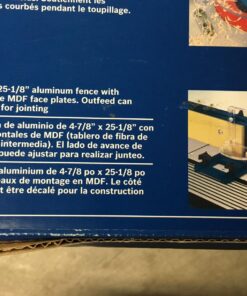 s courbés pendant le toupillage.
25-1/8" aluminum fence with
e MDF face plates. Outfeed can
for jointing
de aluminio de 4-7/8" x 25-1/8" con
ontales de MDF (tablero de fibra de
intermedia). El lado de avance de
puede ajustar para realizar junteo.
aluminium de 4-7/8 po x 25-1/8 po
eaux de montage en MDF. Le côté
t être décalé pour la construction